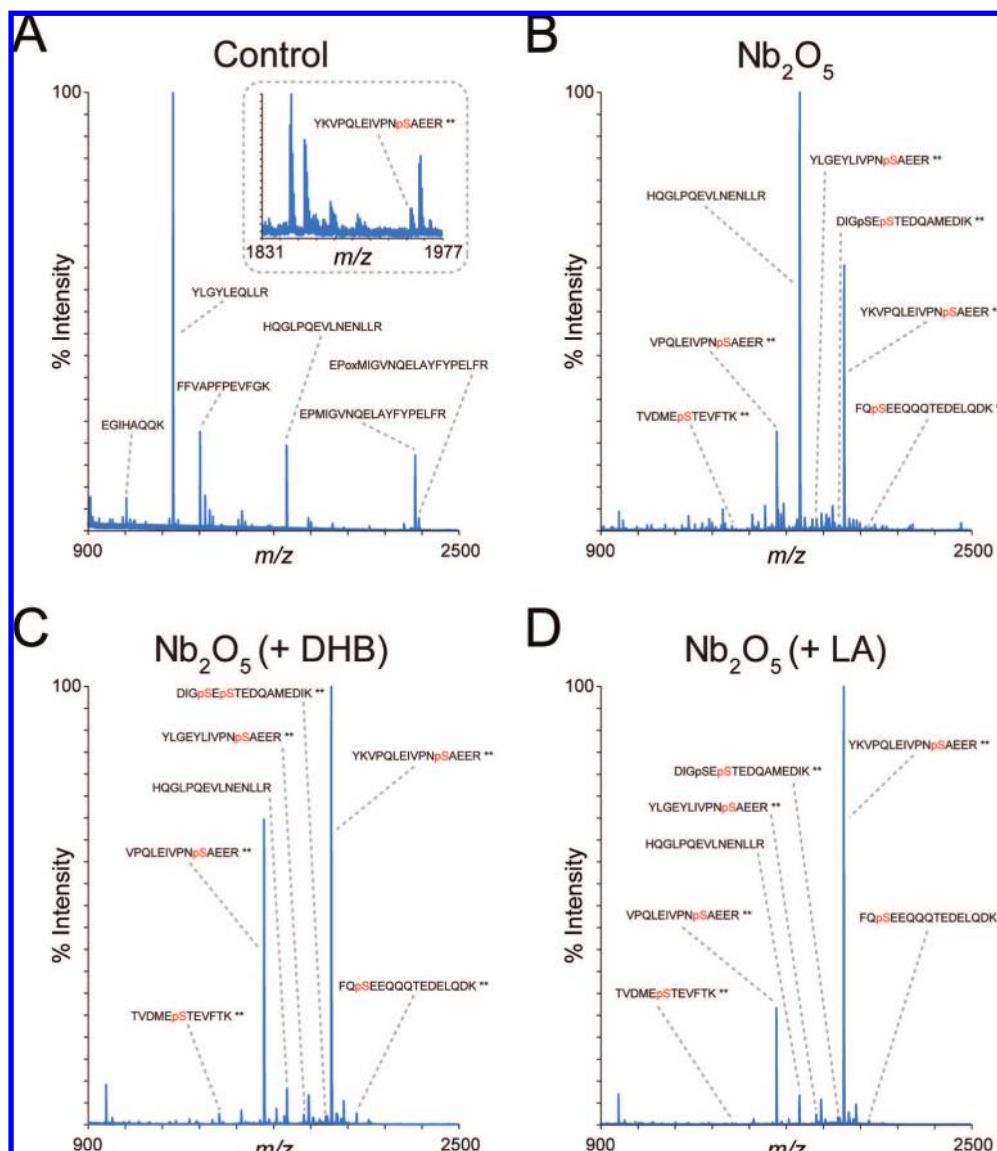 A
Control
100
% Intensity
YKVPQLEIVPNpSAEER **
1831
m/z
1977
YLGYLEQLLR
HQGLPQEVLNENLLR
EPoxMIGVNQELAYFYPELFR
FFVAPFPEVFGK
EPMIGVNQELAYFYPELFR
EGIHAQQK
900
m/z
2500
B
Nb2O5
100
% Intensity
YLGEYLIVPNpSAEER **
HQGLPQEVLNENLLR
DIGpSEpSTEDQAMEDIK **
YKVPQLEIVPNpSAEER **
VPQLEIVPNpSAEER **
TVDMEpSTEVFTK **
FQpSEEQQQTEDELQDK *
900
m/z
2500
C
Nb2O5 (+ DHB)
100
% Intensity
DIGpSEpSTEDQAMEDIK **
YLGEYLIVPNpSAEER **
YKVPQLEIVPNpSAEER **
HQGLPQEVLNENLLR
VPQLEIVPNpSAEER **
FQpSEEQQQTEDELQDK **
TVDMEpSTEVFTK **
900
m/z
2500
D
Nb2O5 (+ LA)
100
% Intensity
YKVPQLEIVPNpSAEER **
DIGpSEpSTEDQAMEDIK **
YLGEYLIVPNpSAEER **
HQGLPQEVLNENLLR
VPQLEIVPNpSAEER **
FQpSEEQQQTEDELQDK
TVDMEpSTEVFTK **
900
m/z
2500